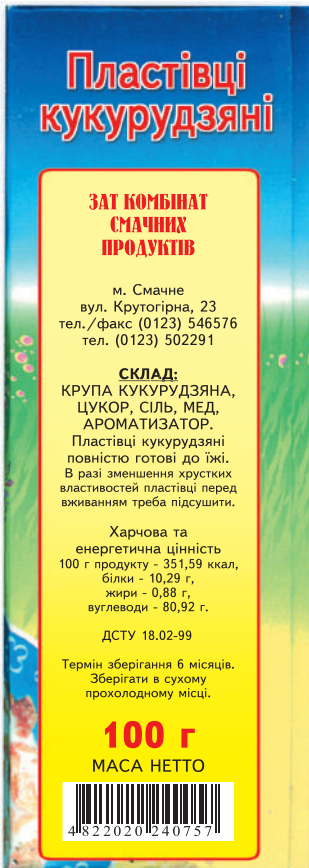 Пластівці
кукурудзяні
ЗАТ КОМБІНАТ
СМАЧНИХ
ПРОДУКТІВ
м. Смачне
вул. Крутогірна, 23
тел./факс (0123) 546576
тел. (0123) 502291
СКЛАД:
КРУПА КУКУРУДЗЯНА,
ЦУКОР, СІЛЬ, МЕД,
АРОМАТИЗАТОР.
Пластівці кукурудзяні
повністю готові до їжі.
В разі зменшення хрустких
властивостей пластівці перед
вживанням треба підсушити.
Харчова та
енергетична цінність
100 г продукту - 351,59 ккал,
білки - 10,29 г,
жири - 0,88 г,
вуглеводи - 80,92 г.
ДСТУ 18.02-99
Термін зберігання 6 місяців.
Зберігати в сухому
прохолодному місці.
100 г
МАСА НЕТТО
4 822020 240757